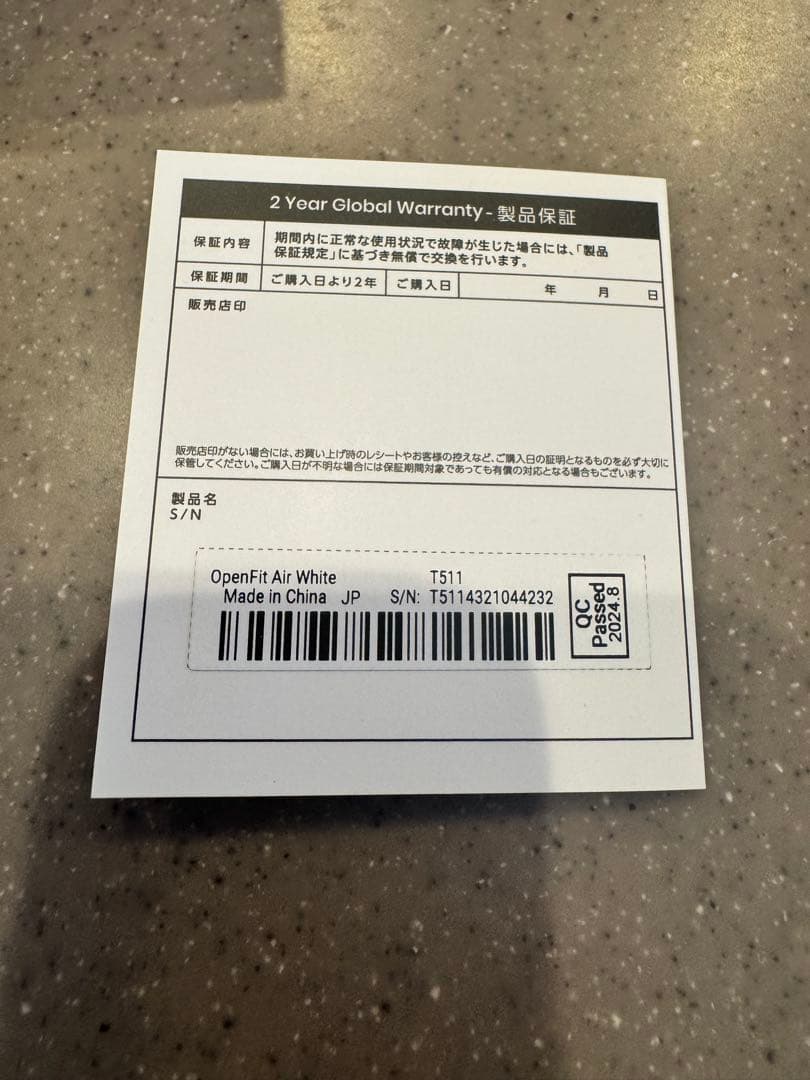 2 Year Global Warranty - 製品保証
保証内容
期間内に正常な使用状況で故障が生じた場合には、「製品
保証規定」に基づき無償で交換を行います。
保証期間 ご購入日より2年 ご購入日 年 月 日
販売店印
販売店印がない場合には、お買い上げ時のレシートやお客様の控えなど、ご購入日の証明となるものを必ず大切に
保管してください。ご購入日が不明な場合には保証期間対象であっても有償の対応となる場合もございます。
製品名
S/N
OpenFit Air White T511
Made in China JP S/N: T5114321044232
QC
Passed
2024.8